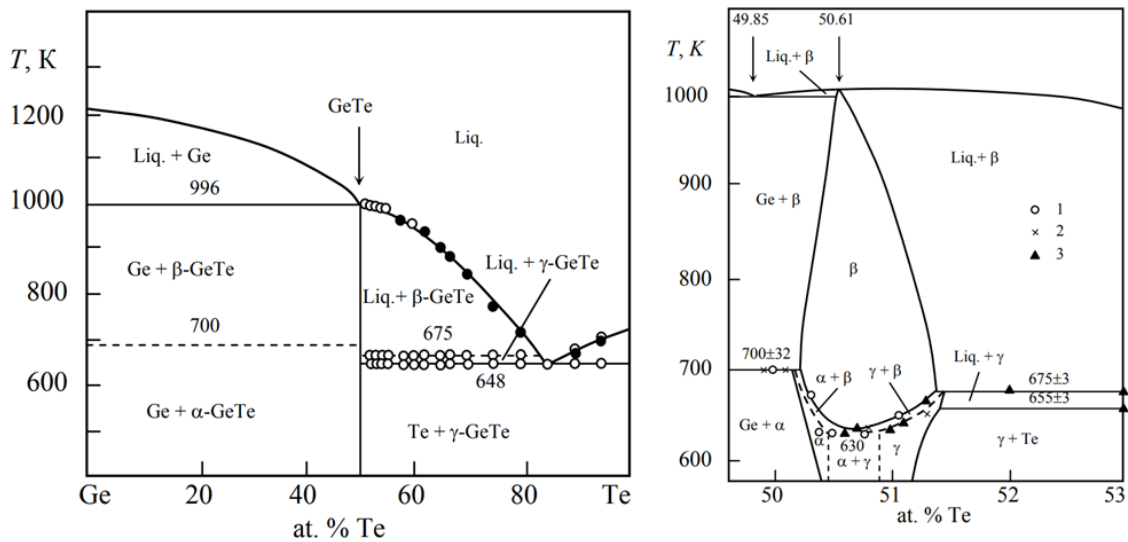 T, K
1200
1000
800
600
GeTe
Liq.
Liq. + Ge
996
Ge + β-GeTe
Liq. + γ-GeTe
Liq.+ β-GeTe
700
675
648
Ge + α-GeTe
Te + γ-GeTe
Ge
20
40
60
80
Te
at. % Te
49.85
50.61
T, K
Liq.+ β
1000
900
800
700
600
Liq.+ β
Ge + β
1
2
3
β
Liq.+ γ
700±32
α + β
γ + β
675±3
655±3
Ge + α
α
630
γ
α + γ
γ + Te
50
51
52
53
at. % Te